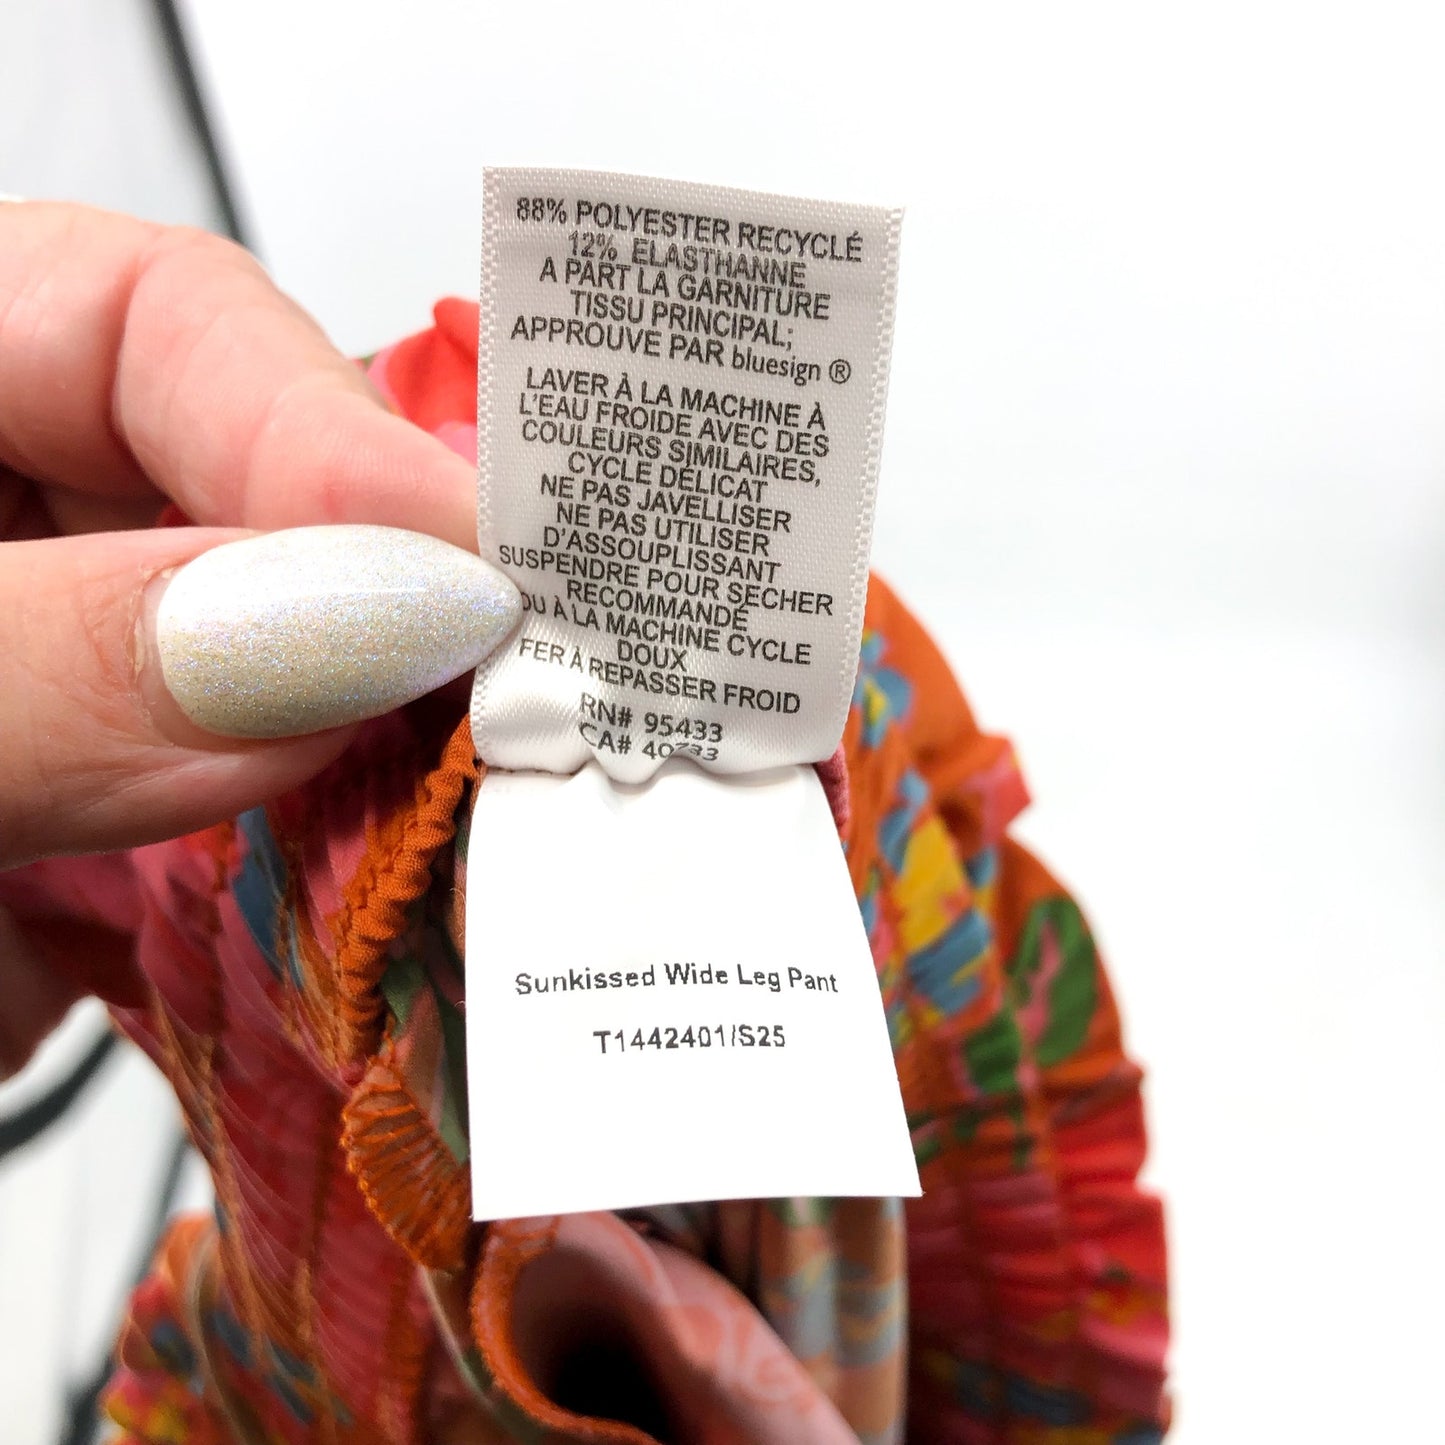 88% POLYESTER RECYCLÉ
12% ELASTHANNE
A PART LA GARNITURE
TISSU PRINCIPAL;
APPROUVE PAR bluesign ®
LAVER À LA MACHINE À
L'EAU FROIDE AVEC DES
COULEURS SIMILAIRES,
CYCLE DÉLICAT
NE PAS JAVELLISER
NE PAS UTILISER
D'ASSOUPLISSANT
SUSPENDRE POUR SECHER
RECOMMANDÉ
OU À LA MACHINE CYCLE
DOUX
FER À REPASSER FROID
RN# 95433
CA# 40733
Sunkissed Wide Leg Pant
T1442401/S25